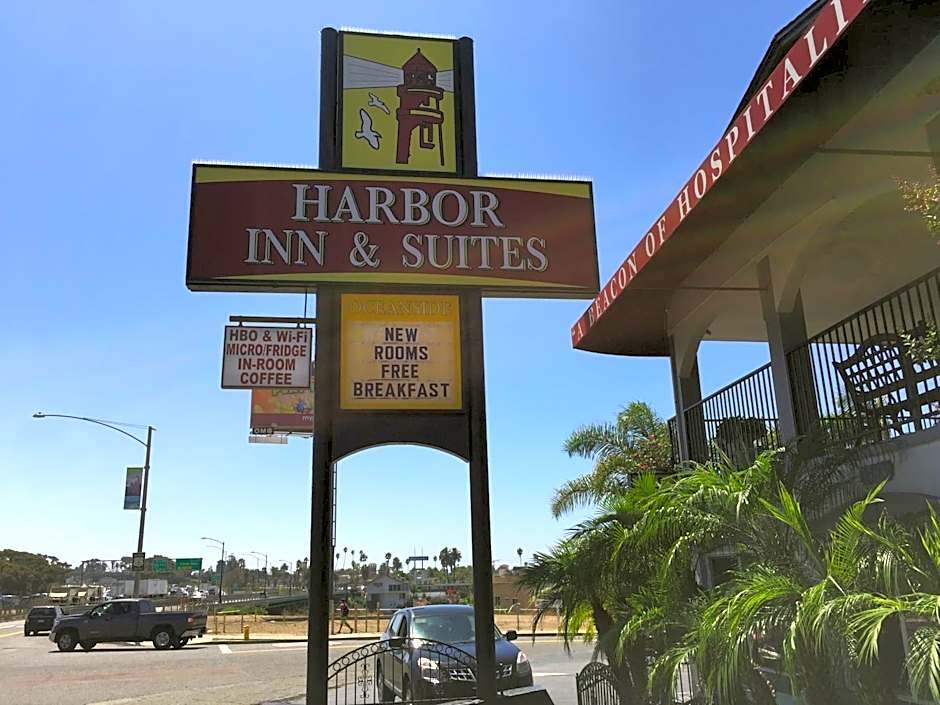 HARBOR
INN & SUITES
OCEANSIDE
NEW
ROOMS
FREE
BREAKFAST
HBO & Wi-Fi
MICRO/FRIDGE
IN-ROOM
COFFEE
OMG
A BEACON OF HOSPITALI